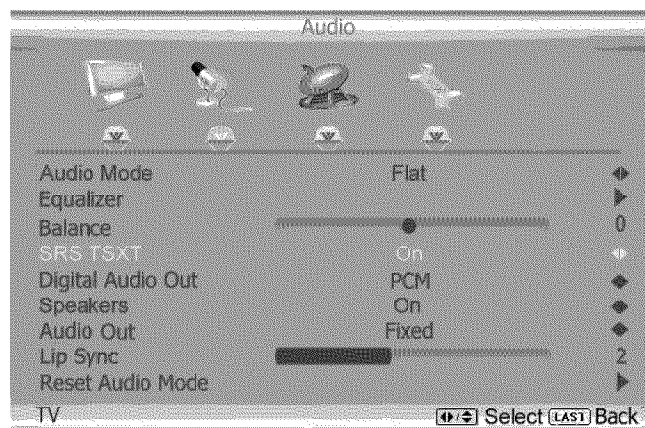 Audio
Audio Mode Flat
Equalizer
Balance 0
SRS TSXT On
Digital Audio Out PCM
Speakers On
Audio Out Fixed
Lip Sync 2
Reset Audio Mode
TV Select LAST Back